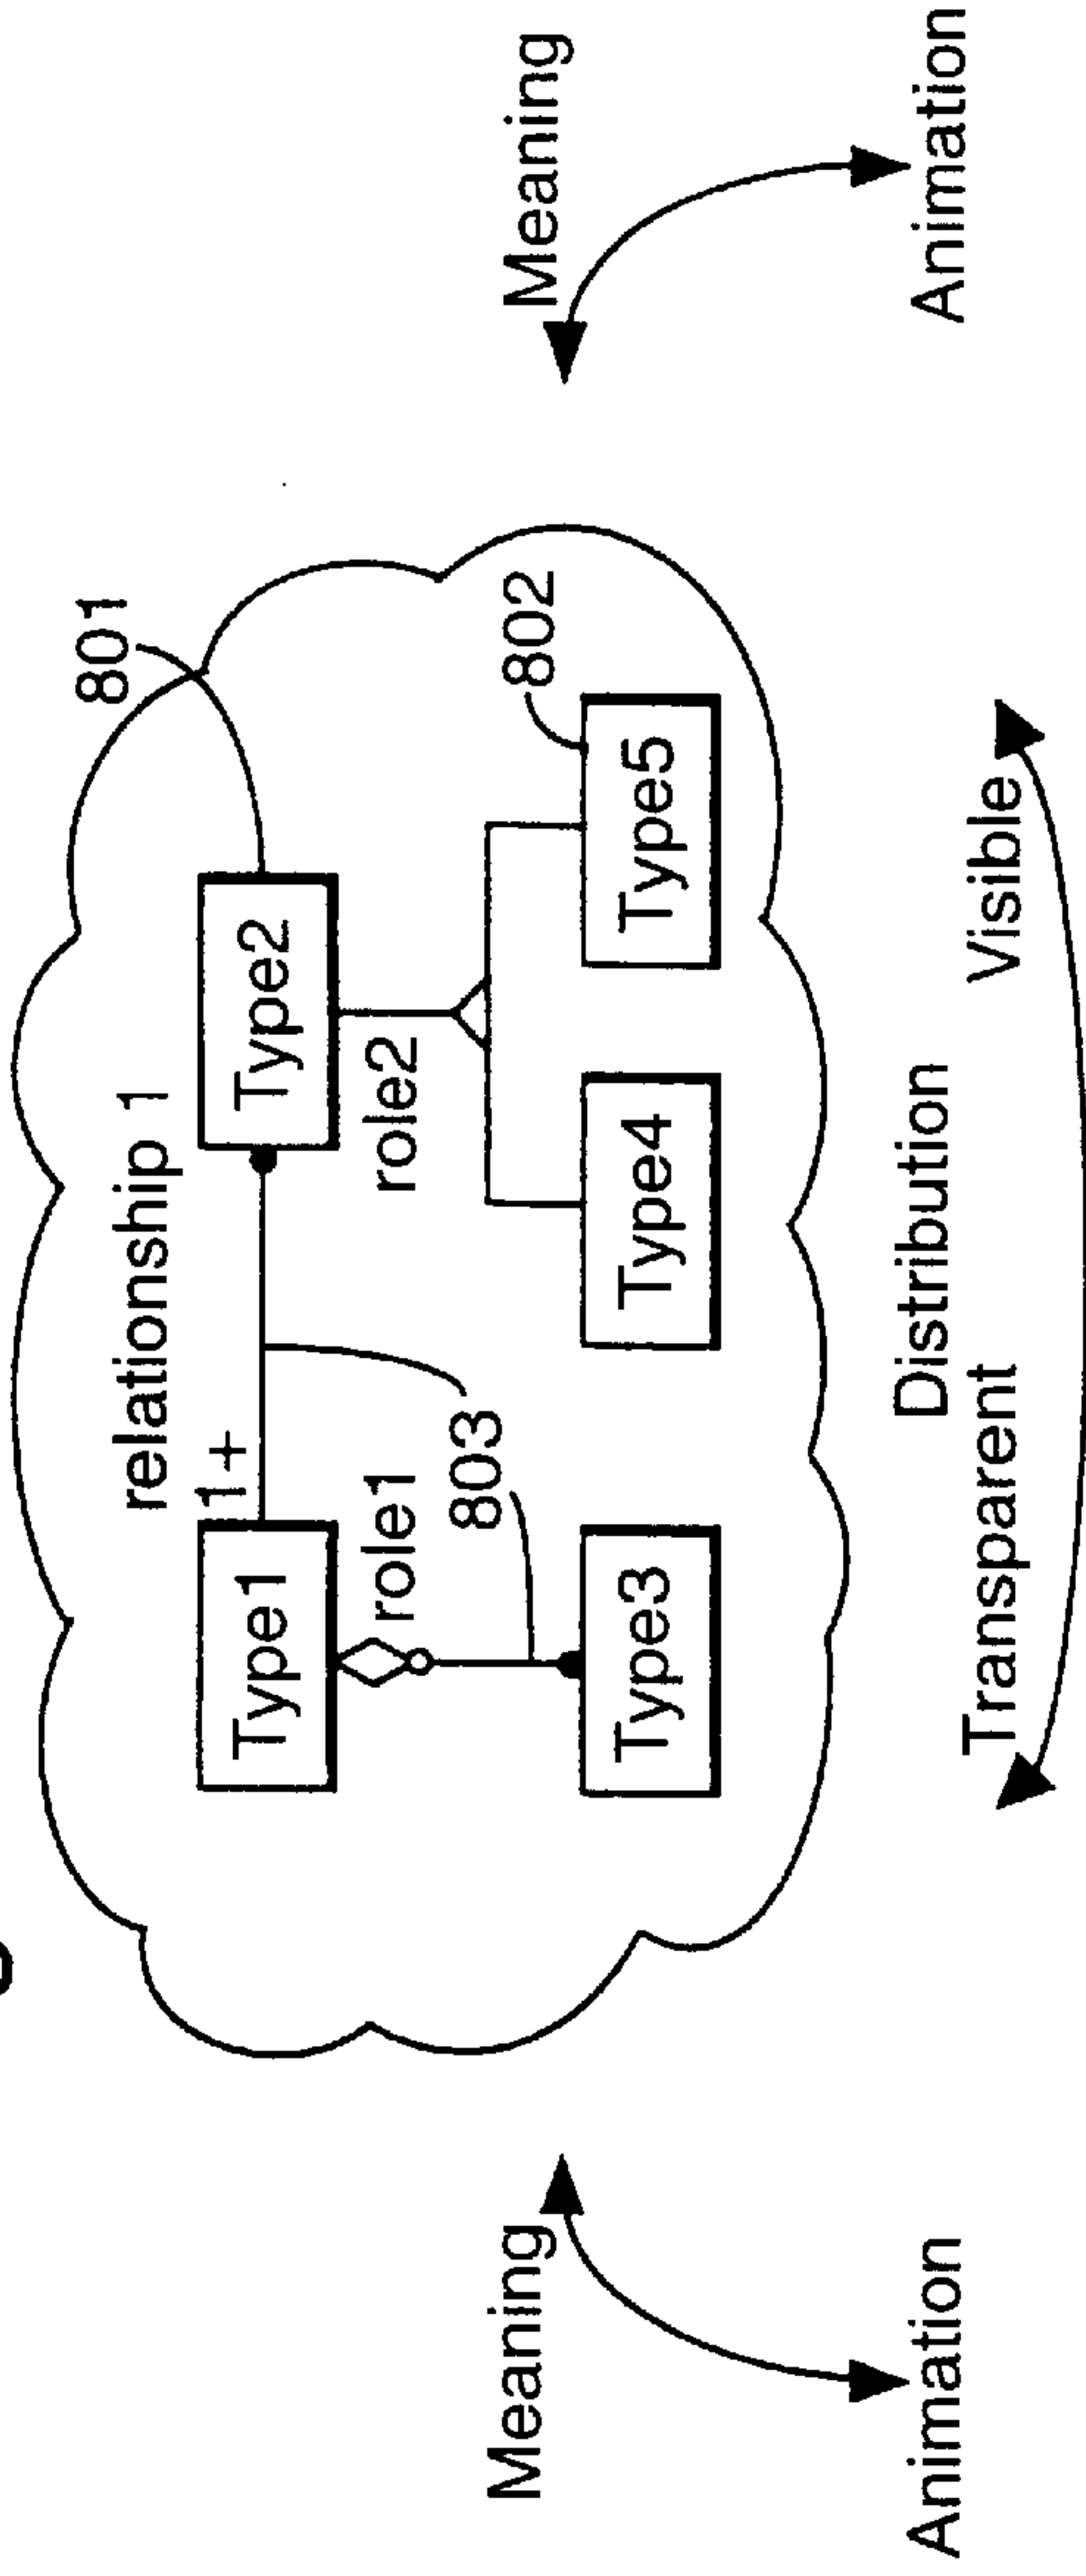 801
relationship 1
1+
Type1
Type2
role1
role2
803
802
Type3
Type4
Type5
Meaning
Meaning
Animation
Distribution
Animation
Transparent
Visible